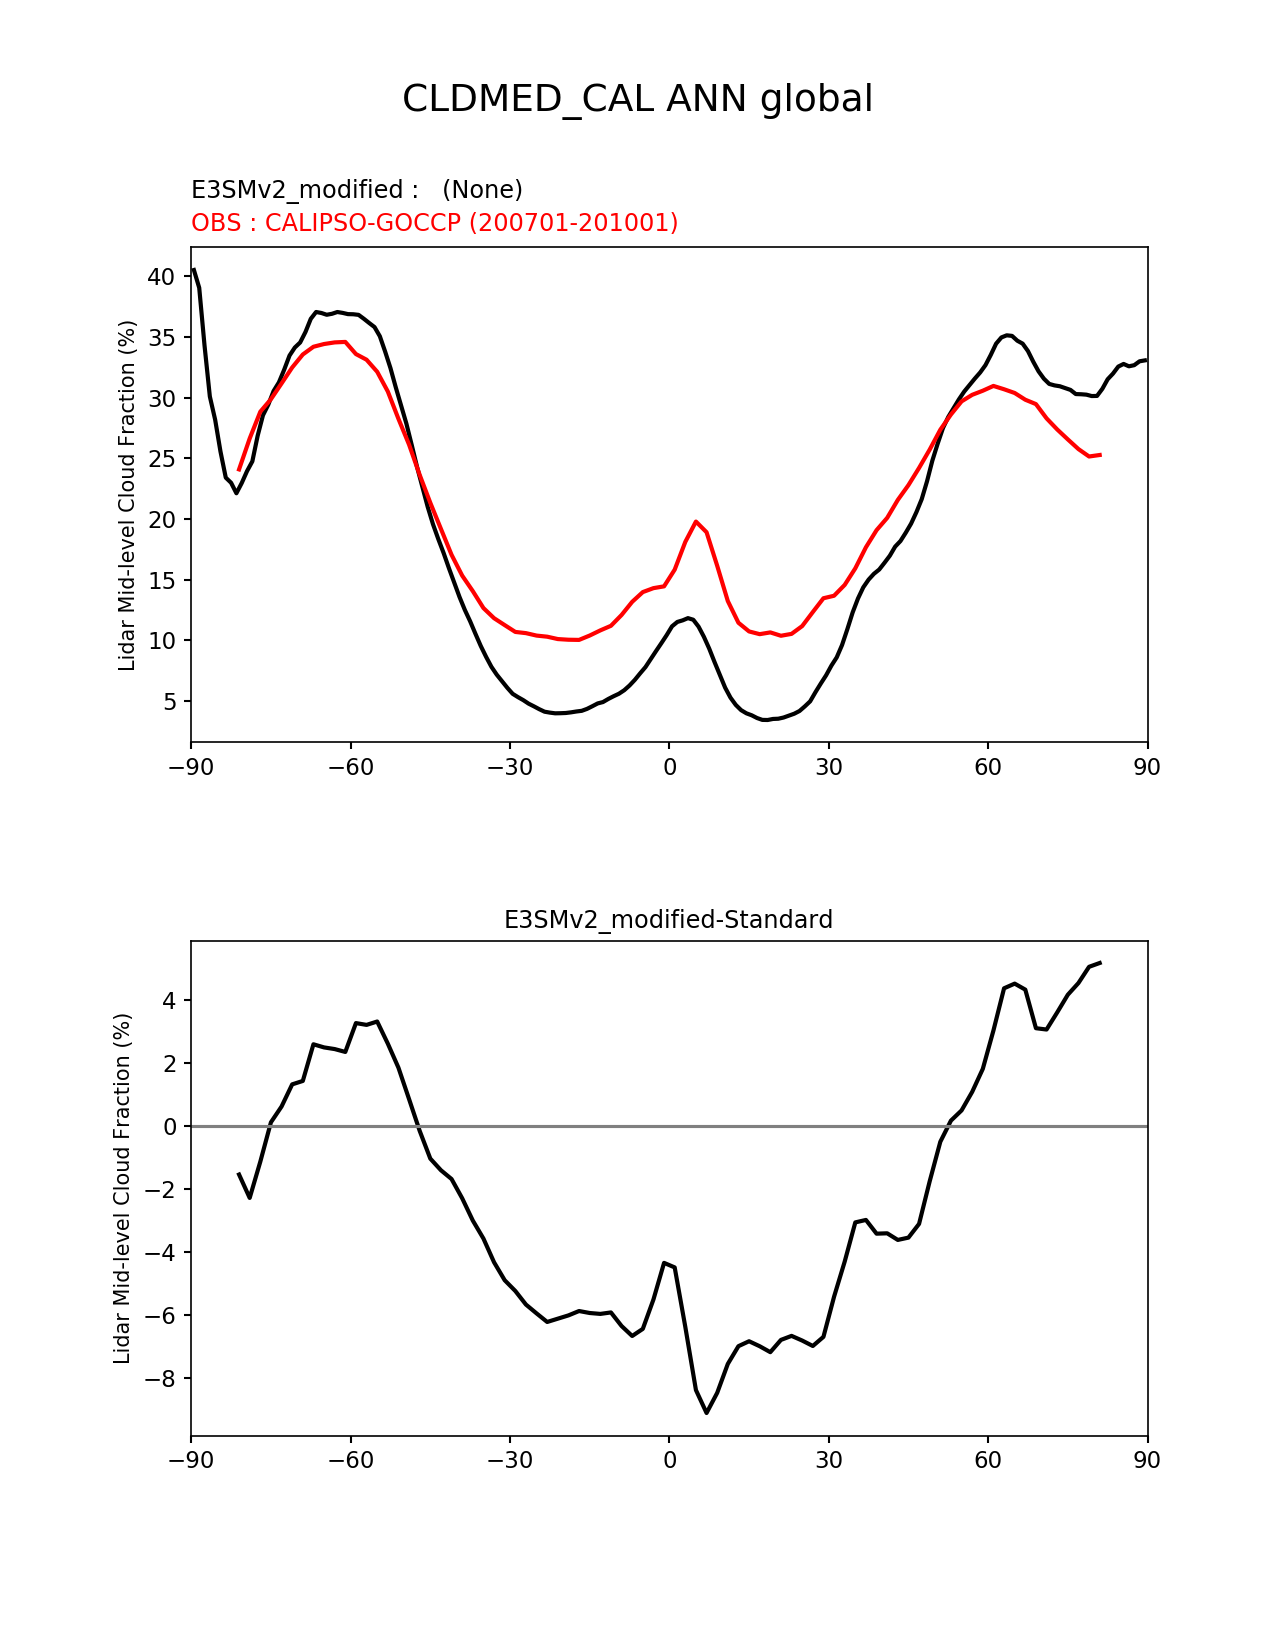 CLDMED_CAL ANN global
E3SMv2_modified :   (None)
OBS : CALIPSO-GOCCP (200701-201001)
Lidar Mid-level Cloud Fraction (%)
40
35
30
25
20
15
10
5
−90 −60 −30 0 30 60 90
E3SMv2_modified-Standard
Lidar Mid-level Cloud Fraction (%)
4
2
0
−2
−4
−6
−8
−90 −60 −30 0 30 60 90